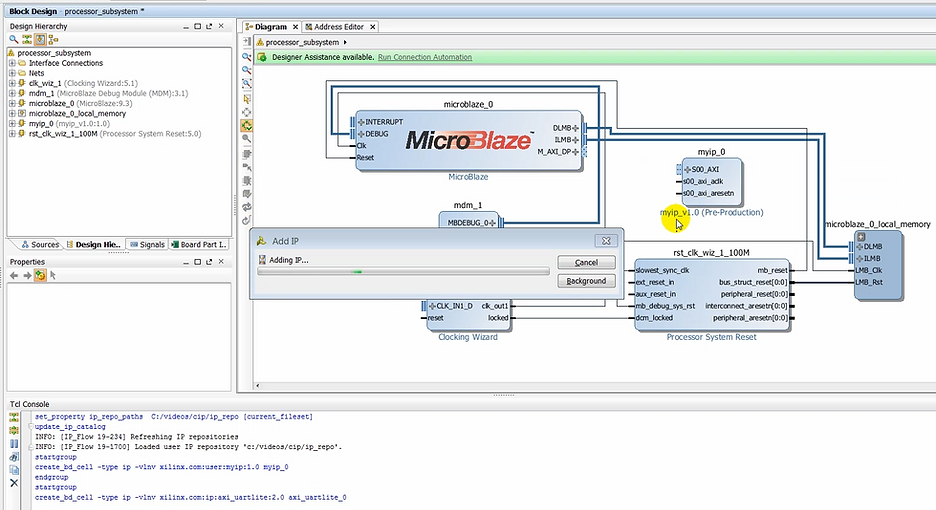 Block Design - processor_subsystem *
Design Hierarchy
processor_subsystem
Interface Connections
Nets
clk_wiz_1 (Clocking Wizard:5.1)
mdm_1 (MicroBlaze Debug Module (MDM):3.1)
microblaze_0 (MicroBlaze:9.3)
microblaze_0_local_memory
myip_0 (myip_v1.0:1.0)
rst_clk_wiz_1_100M (Processor System Reset:5.0)
Sources
Design Hie..
Signals
Board Part I..
Properties
Diagram
Address Editor
processor_subsystem
Designer Assistance available. Run Connection Automation
microblaze_0
INTERRUPT
DEBUG
Clk
Reset
MicroBlaze
DLMB
ILMB
M_AXI_DP
MicroBlaze
mdm_1
MBDEBUG_0
myip_0
S00_AXI
s00_axi_aclk
s00_axi_aresetn
myip_v1.0 (Pre-Production)
microblaze_0_local_memory
DLMB
ILMB
LMB_Clk
LMB_Rst
Add IP
Adding IP...
Cancel
Background
CLK_IN1_D
reset
clk_out1
locked
Clocking Wizard
rst_clk_wiz_1_100M
slowest_sync_clk
ext_reset_in
aux_reset_in
mb_debug_sys_rst
dcm_locked
mb_reset
bus_struct_reset[0:0]
peripheral_reset[0:0]
interconnect_aresetn[0:0]
peripheral_aresetn[0:0]
Processor System Reset
Tcl Console
set_property ip_repo_paths C:/videos/cip/ip_repo [current_fileset]
update_ip_catalog
INFO: [IP_Flow 19-234] Refreshing IP repositories
INFO: [IP_Flow 19-1700] Loaded user IP repository 'c:/videos/cip/ip_repo'.
startgroup
create_bd_cell -type ip -vlnv xilinx.com:user:myip:1.0 myip_0
endgroup
startgroup
create_bd_cell -type ip -vlnv xilinx.com:ip:axi_uartlite:2.0 axi_uartlite_0